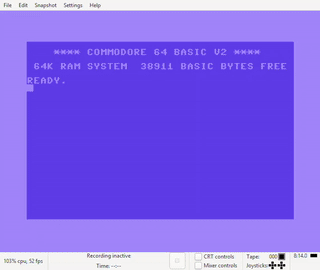 File Edit Snapshot Settings Help
**** COMMODORE 64 BASIC V2 ****
64K RAM SYSTEM 38911 BASIC BYTES FREE
READY.
103% cpu, 52 fps
Recording inactive
Time: --:--
CRT controls
Mixer controls
Tape: 000
Joysticks:
8:14.0